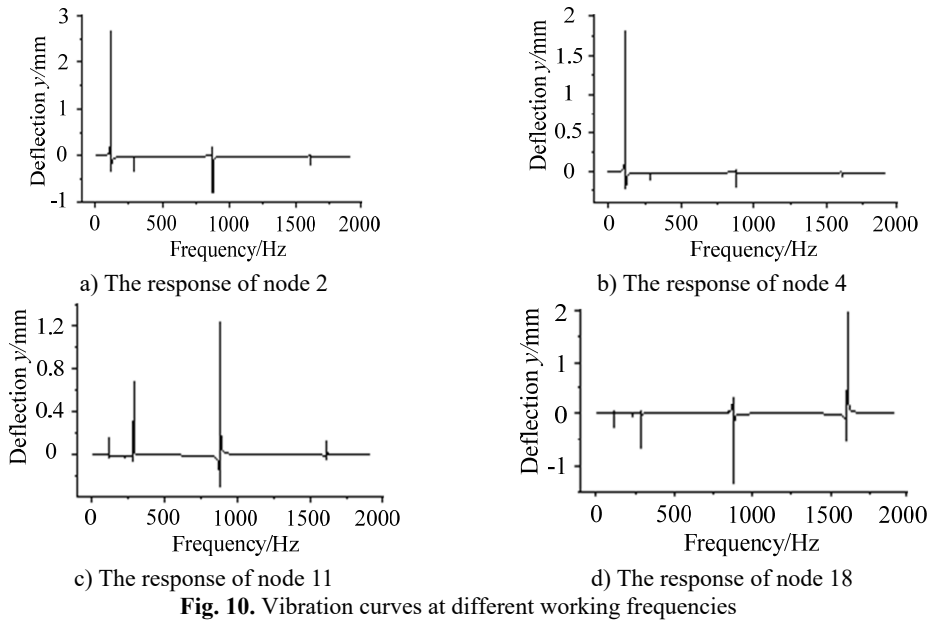 3
2
1
0
-1
Deflection y/mm
0 500 1000 1500 2000
Frequency/Hz
a) The response of node 2
2
1.5
1
0.5
0
Deflection y/mm
0 500 1000 1500 2000
Frequency/Hz
b) The response of node 4
1.2
0.8
0.4
0
Deflection y/mm
0 500 1000 1500 2000
Frequency/Hz
c) The response of node 11
2
1
0
-1
Deflection y/mm
0 500 1000 1500 2000
Frequency/Hz
d) The response of node 18
Fig. 10. Vibration curves at different working frequencies